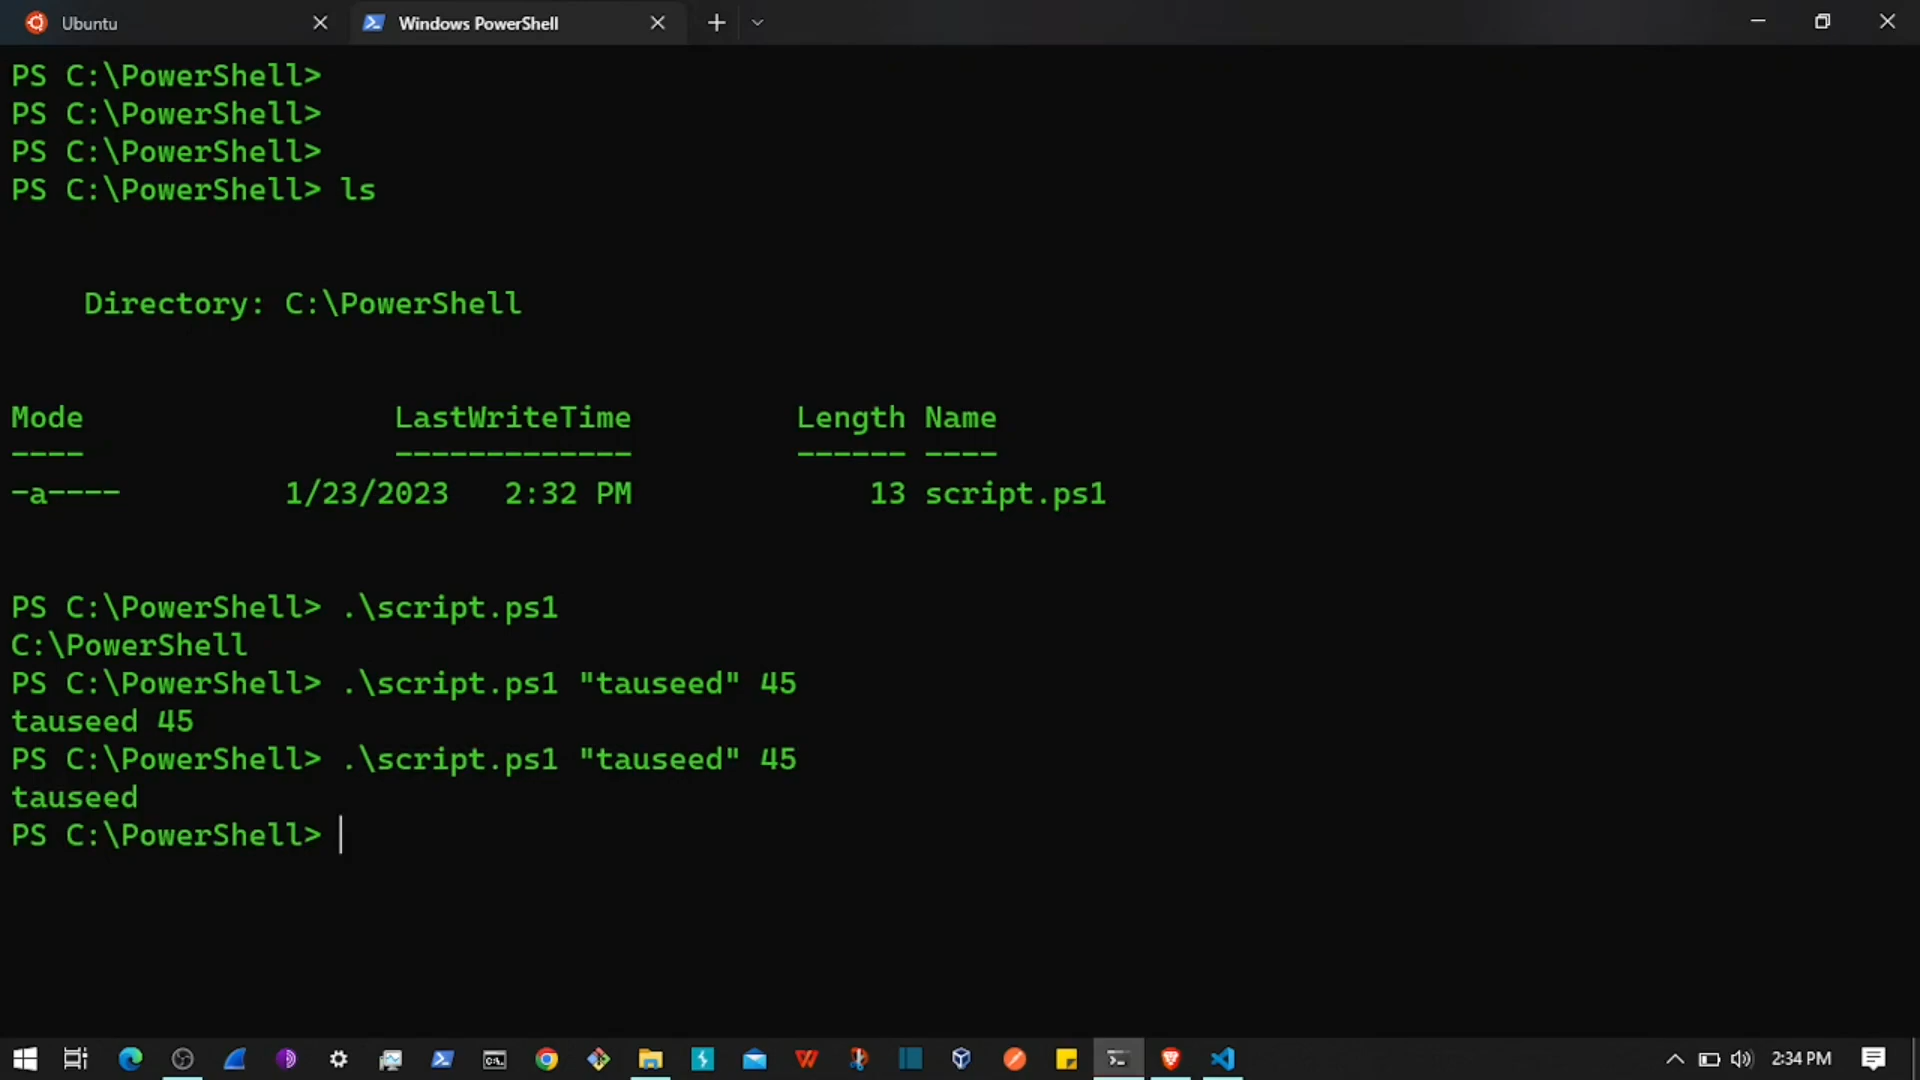 Ubuntu
Windows PowerShell
PS C:\PowerShell>
PS C:\PowerShell>
PS C:\PowerShell>
PS C:\PowerShell> ls
Directory: C:\PowerShell
Mode LastWriteTime Length Name
---- ------------- ------ ----
-a---- 1/23/2023 2:32 PM 13 script.ps1
PS C:\PowerShell> .\script.ps1
C:\PowerShell
PS C:\PowerShell> .\script.ps1 "tauseed" 45
tauseed 45
PS C:\PowerShell> .\script.ps1 "tauseed" 45
tauseed
PS C:\PowerShell>
2:34 PM